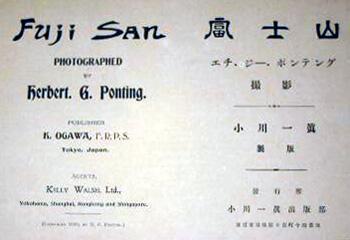 Fuji San
PHOTOGRAPHED
BY
Herbert. G. Ponting.
PUBLISHER
K. OGAWA, F.R.P.S.
Tokyo, Japan.
AGENTS,
KELLY WALSH, Ltd.,
Yokohama, Shanghai, Hongkong and Singapore.
富士山
エチ、ジー、ポンテング
撮影
小川一眞
製版
發行所
小川一眞出版部